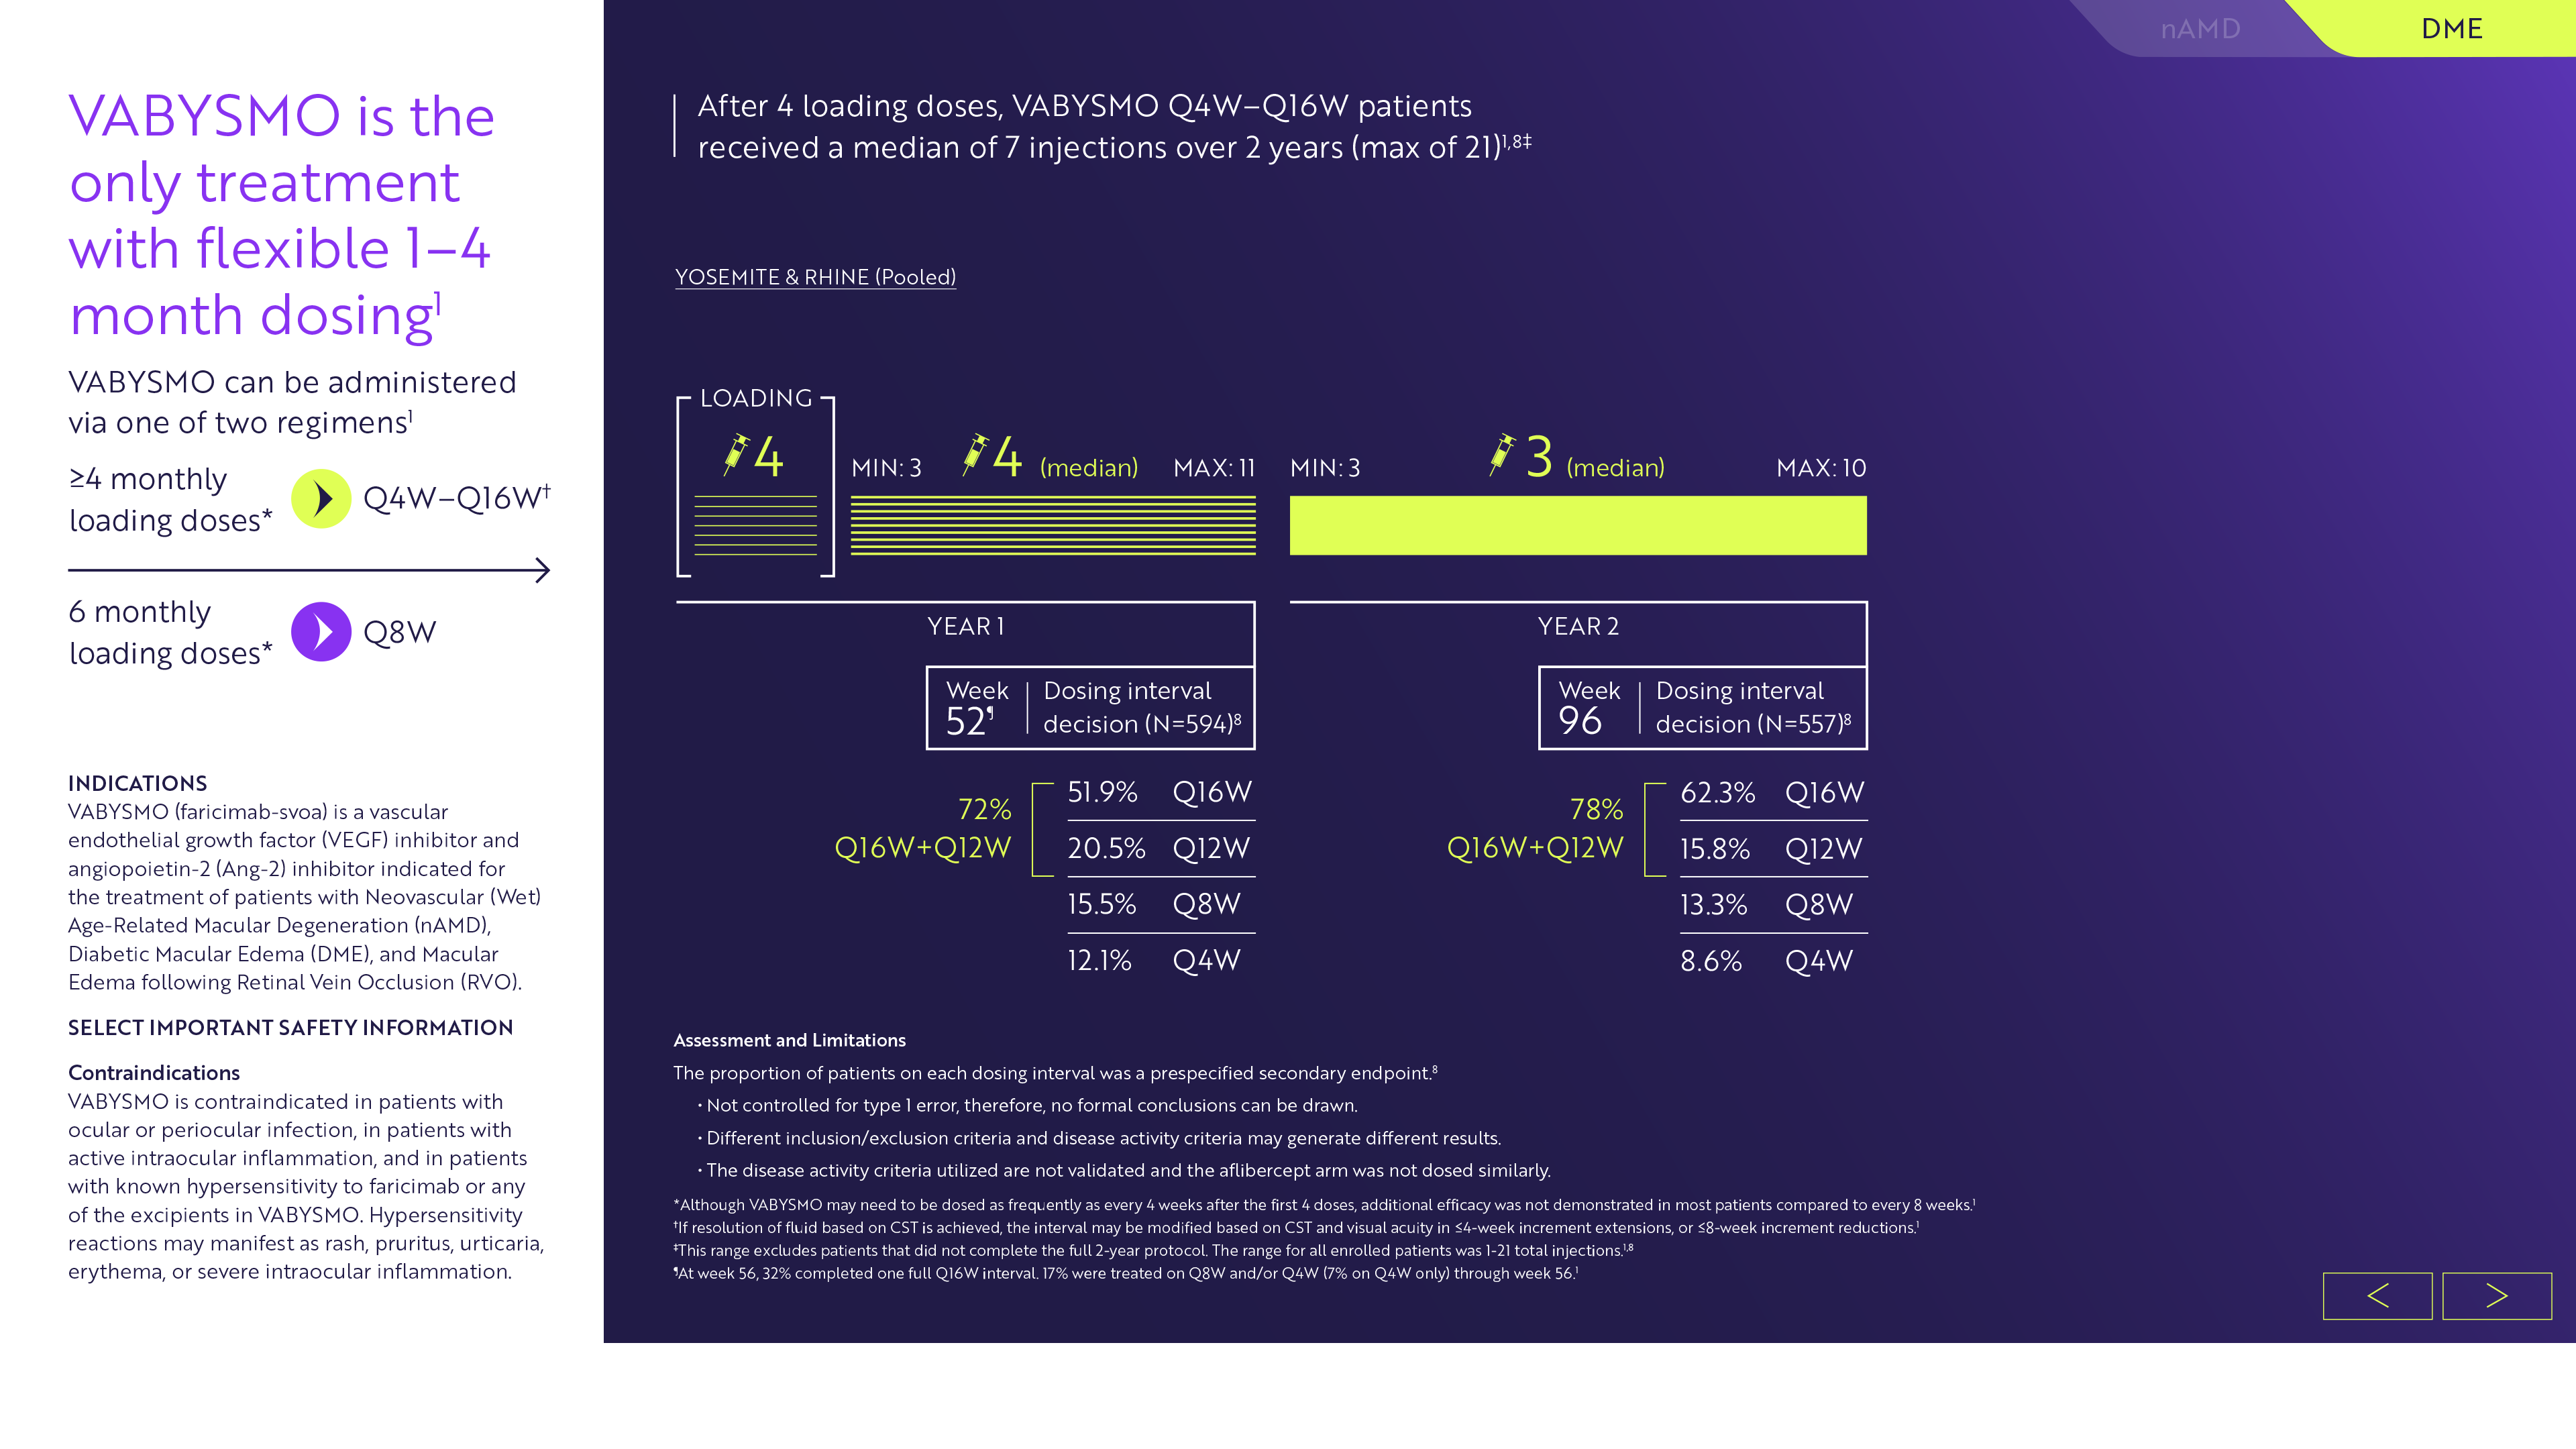 VABYSMO is the
only treatment
with flexible 1–4
month dosing1
VABYSMO can be administered
via one of two regimens1
≥4 monthly
loading doses*
Q4W–Q16W†
6 monthly
loading doses*
Q8W
INDICATIONS
VABYSMO (faricimab-svoa) is a vascular
endothelial growth factor (VEGF) inhibitor and
angiopoietin-2 (Ang-2) inhibitor indicated for
the treatment of patients with Neovascular (Wet)
Age-Related Macular Degeneration (nAMD),
Diabetic Macular Edema (DME), and Macular
Edema following Retinal Vein Occlusion (RVO).
SELECT IMPORTANT SAFETY INFORMATION
Contraindications
VABYSMO is contraindicated in patients with
ocular or periocular infection, in patients with
active intraocular inflammation, and in patients
with known hypersensitivity to faricimab or any
of the excipients in VABYSMO. Hypersensitivity
reactions may manifest as rash, pruritus, urticaria,
erythema, or severe intraocular inflammation.
nAMD
DME
After 4 loading doses, VABYSMO Q4W–Q16W patients
received a median of 7 injections over 2 years (max of 21)1,8‡
YOSEMITE & RHINE (Pooled)
LOADING
4
MIN: 3
4 (median)
MAX: 11
MIN: 3
3 (median)
MAX: 10
YEAR 1
Week
52¶
Dosing interval
decision (N=594)8
72%
Q16W+Q12W
51.9% Q16W
20.5% Q12W
15.5% Q8W
12.1% Q4W
YEAR 2
Week
96
Dosing interval
decision (N=557)8
78%
Q16W+Q12W
62.3% Q16W
15.8% Q12W
13.3% Q8W
8.6% Q4W
Assessment and Limitations
The proportion of patients on each dosing interval was a prespecified secondary endpoint.8
• Not controlled for type 1 error, therefore, no formal conclusions can be drawn.
• Different inclusion/exclusion criteria and disease activity criteria may generate different results.
• The disease activity criteria utilized are not validated and the aflibercept arm was not dosed similarly.
*Although VABYSMO may need to be dosed as frequently as every 4 weeks after the first 4 doses, additional efficacy was not demonstrated in most patients compared to every 8 weeks.1
†If resolution of fluid based on CST is achieved, the interval may be modified based on CST and visual acuity in ≤4-week increment extensions, or ≤8-week increment reductions.1
‡This range excludes patients that did not complete the full 2-year protocol. The range for all enrolled patients was 1-21 total injections.1,8
¶At week 56, 32% completed one full Q16W interval. 17% were treated on Q8W and/or Q4W (7% on Q4W only) through week 56.1